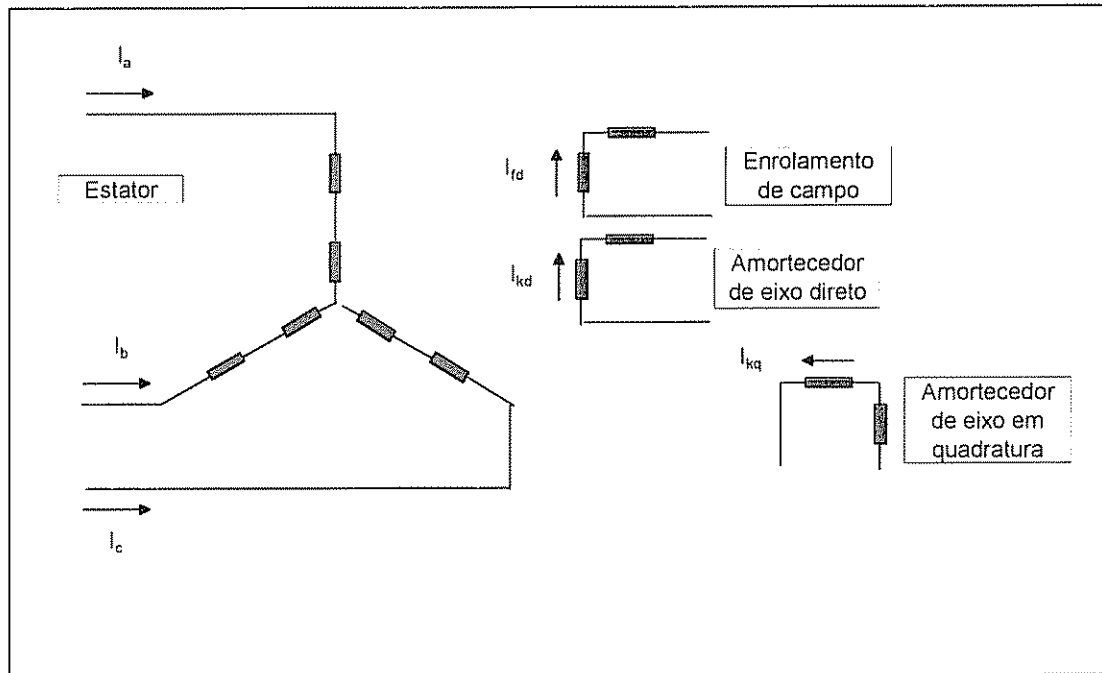 I_a
Estator
I_b
I_c
I_fd
Enrolamento
de campo
I_kd
Amortecedor
de eixo direto
I_kq
Amortecedor
de eixo em
quadratura